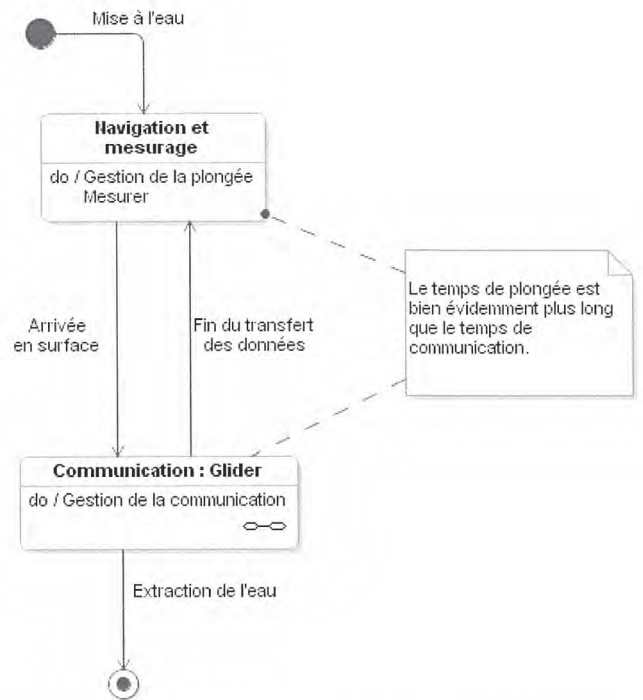 Mise à l'eau
Navigation et
mesurage
do / Gestion de la plongée
Mesurer
Le temps de plongée est
bien évidemment plus long
que le temps de
communication.
Arrivée
en surface
Fin du transfert
des données
Communication : Glider
do / Gestion de la communication
Extraction de l'eau